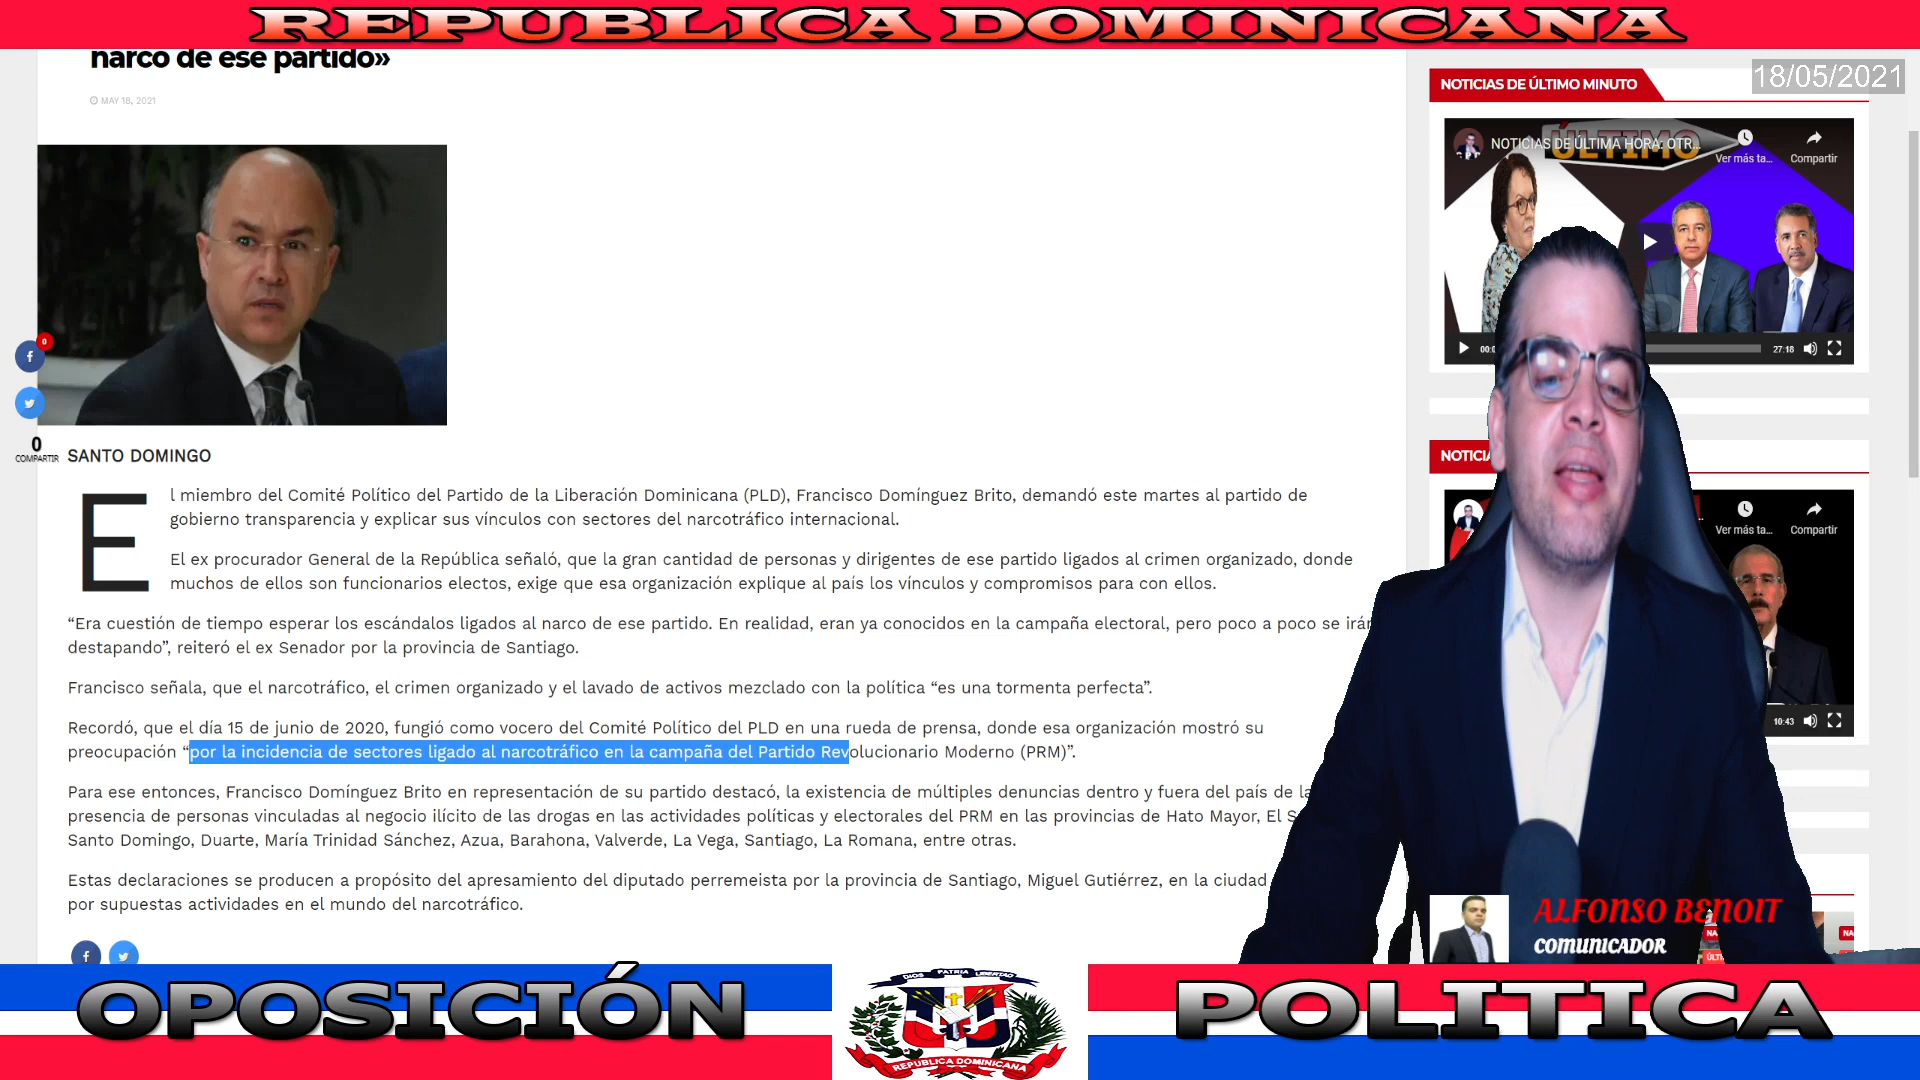 REPUBLICA DOMINICANA
narco de ese partido»
MAY 18, 2021
18/05/2021
NOTICIAS DE ÚLTIMO MINUTO
ÚLTIMO
NOTICIAS DE ÚLTIMA HORA: OTR...
Ver más ta...
Compartir
27:18
0
0
COMPARTIR
SANTO DOMINGO
El miembro del Comité Político del Partido de la Liberación Dominicana (PLD), Francisco Domínguez Brito, demandó este martes al partido de
gobierno transparencia y explicar sus vínculos con sectores del narcotráfico internacional.
El ex procurador General de la República señaló, que la gran cantidad de personas y dirigentes de ese partido ligados al crimen organizado, donde
muchos de ellos son funcionarios electos, exige que esa organización explique al país los vínculos y compromisos para con ellos.
“Era cuestión de tiempo esperar los escándalos ligados al narco de ese partido. En realidad, eran ya conocidos en la campaña electoral, pero poco a poco se irán
destapando”, reiteró el ex Senador por la provincia de Santiago.
Francisco señala, que el narcotráfico, el crimen organizado y el lavado de activos mezclado con la política “es una tormenta perfecta”.
Recordó, que el día 15 de junio de 2020, fungió como vocero del Comité Político del PLD en una rueda de prensa, donde esa organización mostró su
preocupación “por la incidencia de sectores ligado al narcotráfico en la campaña del Partido Revolucionario Moderno (PRM)”.
Para ese entonces, Francisco Domínguez Brito en representación de su partido destacó, la existencia de múltiples denuncias dentro y fuera del país de la
presencia de personas vinculadas al negocio ilícito de las drogas en las actividades políticas y electorales del PRM en las provincias de Hato Mayor, El
Santo Domingo, Duarte, María Trinidad Sánchez, Azua, Barahona, Valverde, La Vega, Santiago, La Romana, entre otras.
Estas declaraciones se producen a propósito del apresamiento del diputado perremeista por la provincia de Santiago, Miguel Gutiérrez, en la ciudad
por supuestas actividades en el mundo del narcotráfico.
Ver más ta...
Compartir
10:43
ALFONSO BENOIT
COMUNICADOR
OPOSICIÓN
DIOS PATRIA LIBERTAD
REPUBLICA DOMINICANA
POLITICA